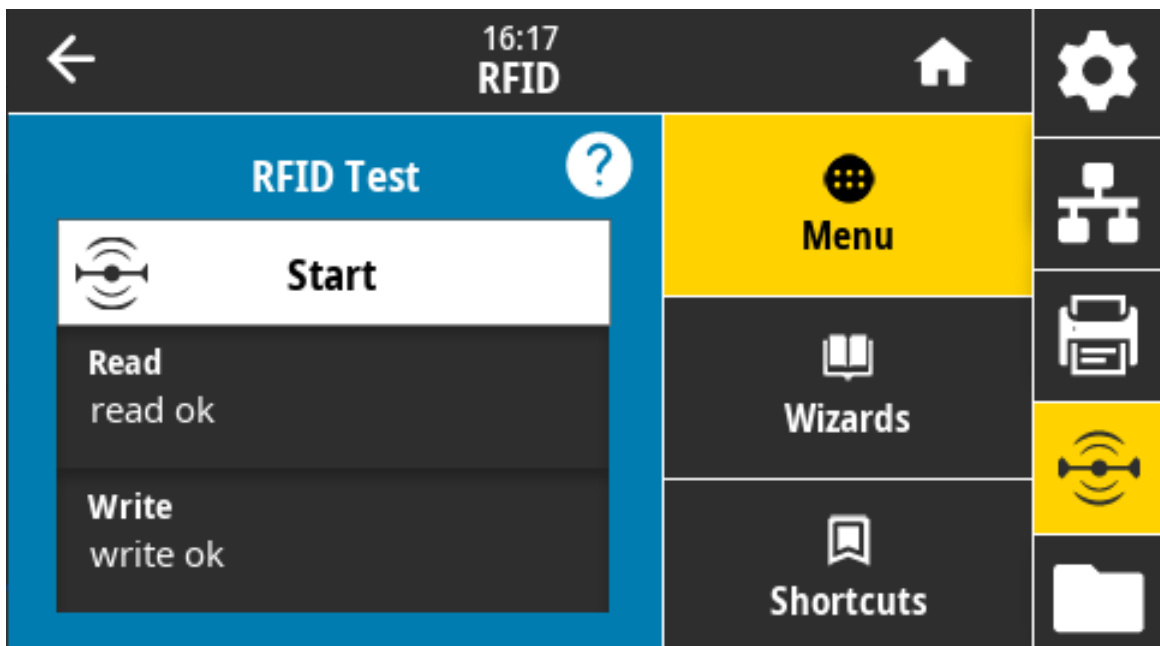 16:17
RFID
RFID Test
?
Start
Read
read ok
Write
write ok
Menu
Wizards
Shortcuts